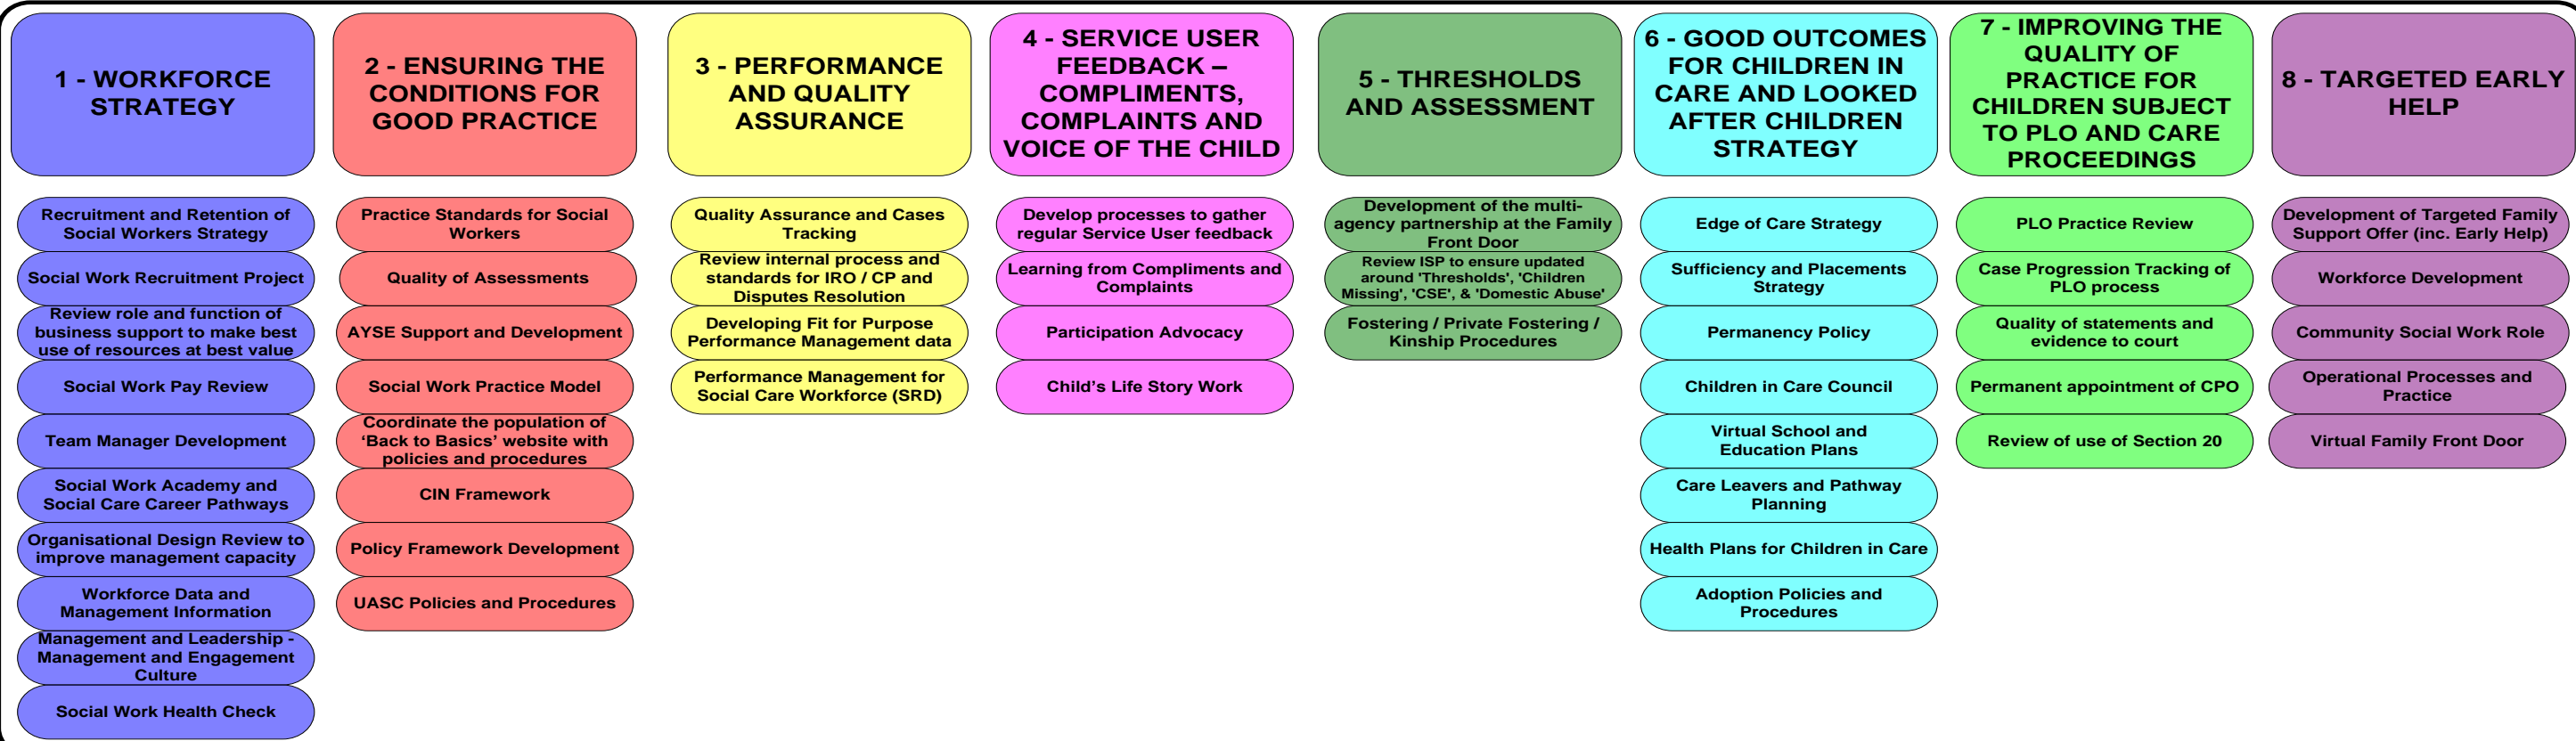 1 - WORKFORCE
STRATEGY
Recruitment and Retention of
Social Workers Strategy
Social Work Recruitment Project
Review role and function of
business support to make best
use of resources at best value
Social Work Pay Review
Team Manager Development
Social Work Academy and
Social Care Career Pathways
Organisational Design Review to
improve management capacity
Workforce Data and
Management Information
Management and Leadership -
Management and Engagement
Culture
Social Work Health Check
2 - ENSURING THE
CONDITIONS FOR
GOOD PRACTICE
Practice Standards for Social
Workers
Quality of Assessments
AYSE Support and Development
Social Work Practice Model
Coordinate the population of
‘Back to Basics’ website with
policies and procedures
CIN Framework
Policy Framework Development
UASC Policies and Procedures
3 - PERFORMANCE
AND QUALITY
ASSURANCE
Quality Assurance and Cases
Tracking
Review internal process and
standards for IRO / CP and
Disputes Resolution
Developing Fit for Purpose
Performance Management data
Performance Management for
Social Care Workforce (SRD)
4 - SERVICE USER
FEEDBACK –
COMPLIMENTS,
COMPLAINTS AND
VOICE OF THE CHILD
Develop processes to gather
regular Service User feedback
Learning from Compliments and
Complaints
Participation Advocacy
Child’s Life Story Work
5 - THRESHOLDS
AND ASSESSMENT
Development of the multi-
agency partnership at the Family
Front Door
Review ISP to ensure updated
around 'Thresholds', 'Children
Missing', 'CSE', & 'Domestic Abuse'
Fostering / Private Fostering /
Kinship Procedures
6 - GOOD OUTCOMES
FOR CHILDREN IN
CARE AND LOOKED
AFTER CHILDREN
STRATEGY
Edge of Care Strategy
Sufficiency and Placements
Strategy
Permanency Policy
Children in Care Council
Virtual School and
Education Plans
Care Leavers and Pathway
Planning
Health Plans for Children in Care
Adoption Policies and
Procedures
7 - IMPROVING THE
QUALITY OF
PRACTICE FOR
CHILDREN SUBJECT
TO PLO AND CARE
PROCEEDINGS
PLO Practice Review
Case Progression Tracking of
PLO process
Quality of statements and
evidence to court
Permanent appointment of CPO
Review of use of Section 20
8 - TARGETED EARLY
HELP
Development of Targeted Family
Support Offer (inc. Early Help)
Workforce Development
Community Social Work Role
Operational Processes and
Practice
Virtual Family Front Door